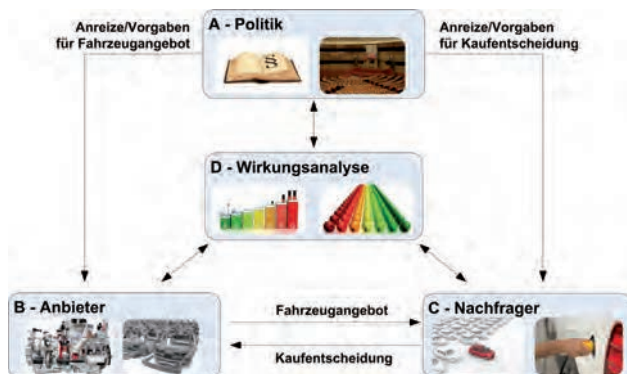 Anreize/Vorgaben
für Fahrzeugangebot
A - Politik
§
Anreize/Vorgaben
für Kaufentscheidung
D - Wirkungsanalyse
B - Anbieter
Fahrzeugangebot
Kaufentscheidung
C - Nachfrager